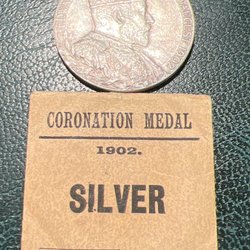 CORONATION MEDAL
1902.
SILVER